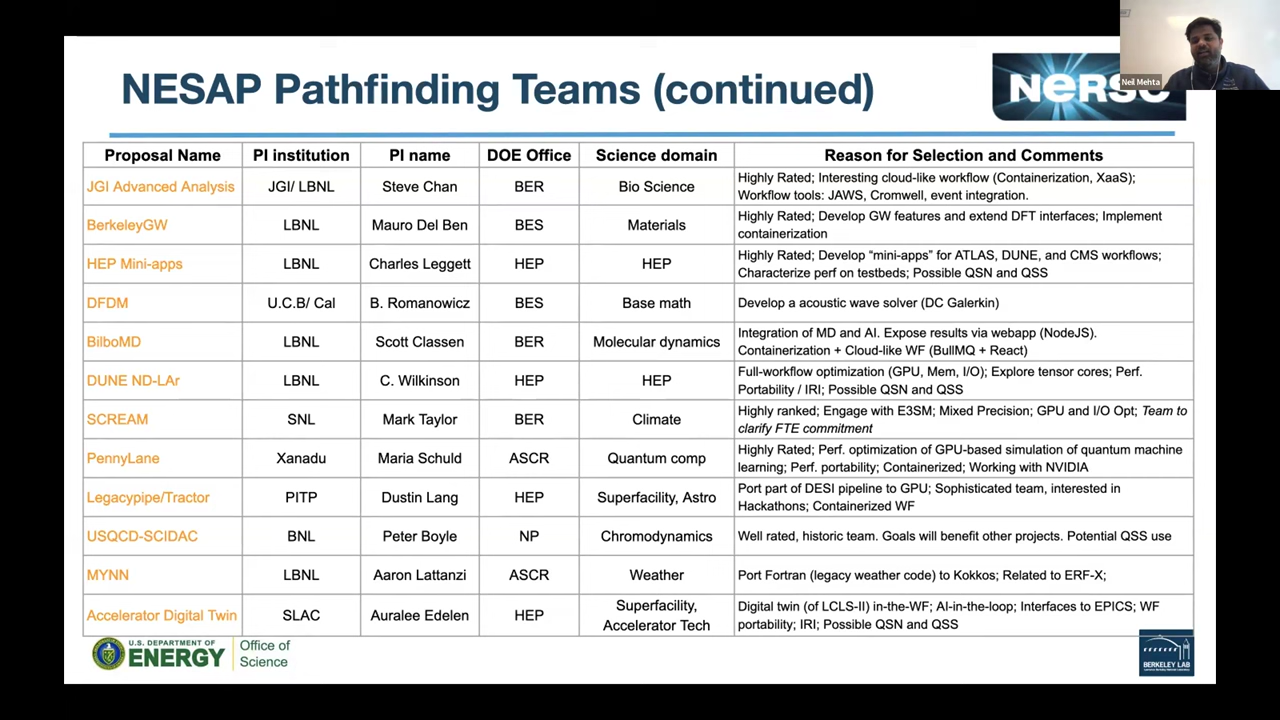 Neil Mehta
NESAP Pathfinding Teams (continued)
NERSC
Proposal Name PI institution PI name DOE Office Science domain Reason for Selection and Comments
JGI Advanced Analysis JGI/ LBNL Steve Chan BER Bio Science Highly Rated; Interesting cloud-like workflow (Containerization, XaaS);
Workflow tools: JAWS, Cromwell, event integration.
BerkeleyGW LBNL Mauro Del Ben BES Materials Highly Rated; Develop GW features and extend DFT interfaces; Implement
containerization
HEP Mini-apps LBNL Charles Leggett HEP HEP Highly Rated; Develop “mini-apps” for ATLAS, DUNE, and CMS workflows;
Characterize perf on testbeds; Possible QSN and QSS
DFDM U.C.B/ Cal B. Romanowicz BES Base math Develop a acoustic wave solver (DC Galerkin)
BilboMD LBNL Scott Classen BER Molecular dynamics Integration of MD and AI. Expose results via webapp (NodeJS).
Containerization + Cloud-like WF (BullMQ + React)
DUNE ND-LAr LBNL C. Wilkinson HEP HEP Full-workflow optimization (GPU, Mem, I/O); Explore tensor cores; Perf.
Portability / IRI; Possible QSN and QSS
SCREAM SNL Mark Taylor BER Climate Highly ranked; Engage with E3SM; Mixed Precision; GPU and I/O Opt; Team to
clarify FTE commitment
PennyLane Xanadu Maria Schuld ASCR Quantum comp Highly Rated; Perf. optimization of GPU-based simulation of quantum machine
learning; Perf. portability; Containerized; Working with NVIDIA
Legacypipe/Tractor PITP Dustin Lang HEP Superfacility, Astro Port part of DESI pipeline to GPU; Sophisticated team, interested in
Hackathons; Containerized WF
USQCD-SCIDAC BNL Peter Boyle NP Chromodynamics Well rated, historic team. Goals will benefit other projects. Potential QSS use
MYNN LBNL Aaron Lattanzi ASCR Weather Port Fortran (legacy weather code) to Kokkos; Related to ERF-X;
Accelerator Digital Twin SLAC Auralee Edelen HEP Superfacility, Accelerator Tech Digital twin (of LCLS-II) in-the-WF; AI-in-the-loop; Interfaces to EPICS; WF
portability; IRI; Possible QSN and QSS
U.S. DEPARTMENT OF
ENERGY
Office of
Science
BERKELEY LAB